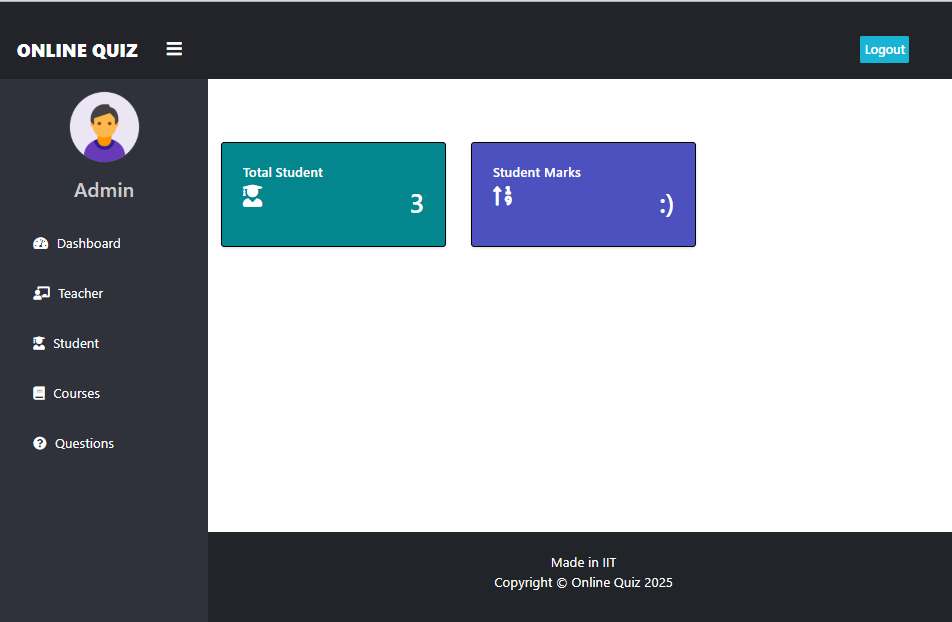 ONLINE QUIZ
Logout
Admin
Dashboard
Teacher
Student
Courses
Questions
Total Student
3
Student Marks
:)
Made in IIT
Copyright © Online Quiz 2025